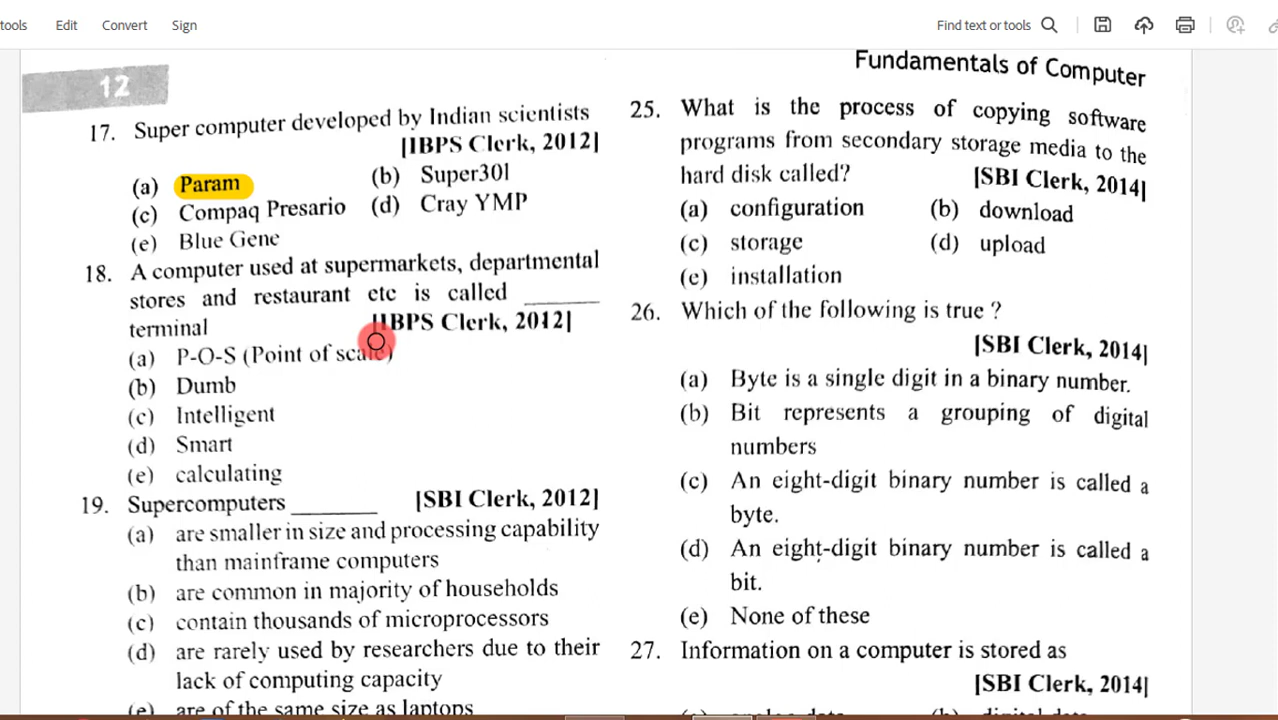 tools Edit Convert Sign Find text or tools
12
Fundamentals of Computer
17. Super computer developed by Indian scientists
[IBPS Clerk, 2012]
(a) Param (b) Super301
(c) Compaq Presario (d) Cray YMP
(e) Blue Gene
18. A computer used at supermarkets, departmental
stores and restaurant etc is called ______
terminal [IBPS Clerk, 2012]
(a) P-O-S (Point of scale)
(b) Dumb
(c) Intelligent
(d) Smart
(e) calculating
19. Supercomputers ______ [SBI Clerk, 2012]
(a) are smaller in size and processing capability
than mainframe computers
(b) are common in majority of households
(c) contain thousands of microprocessors
(d) are rarely used by researchers due to their
lack of computing capacity
(e) are of the same size as laptops
25. What is the process of copying software
programs from secondary storage media to the
hard disk called? [SBI Clerk, 2014]
(a) configuration (b) download
(c) storage (d) upload
(e) installation
26. Which of the following is true ?
[SBI Clerk, 2014]
(a) Byte is a single digit in a binary number.
(b) Bit represents a grouping of digital
numbers
(c) An eight-digit binary number is called a
byte.
(d) An eight-digit binary number is called a
bit.
(e) None of these
27. Information on a computer is stored as
[SBI Clerk, 2014]